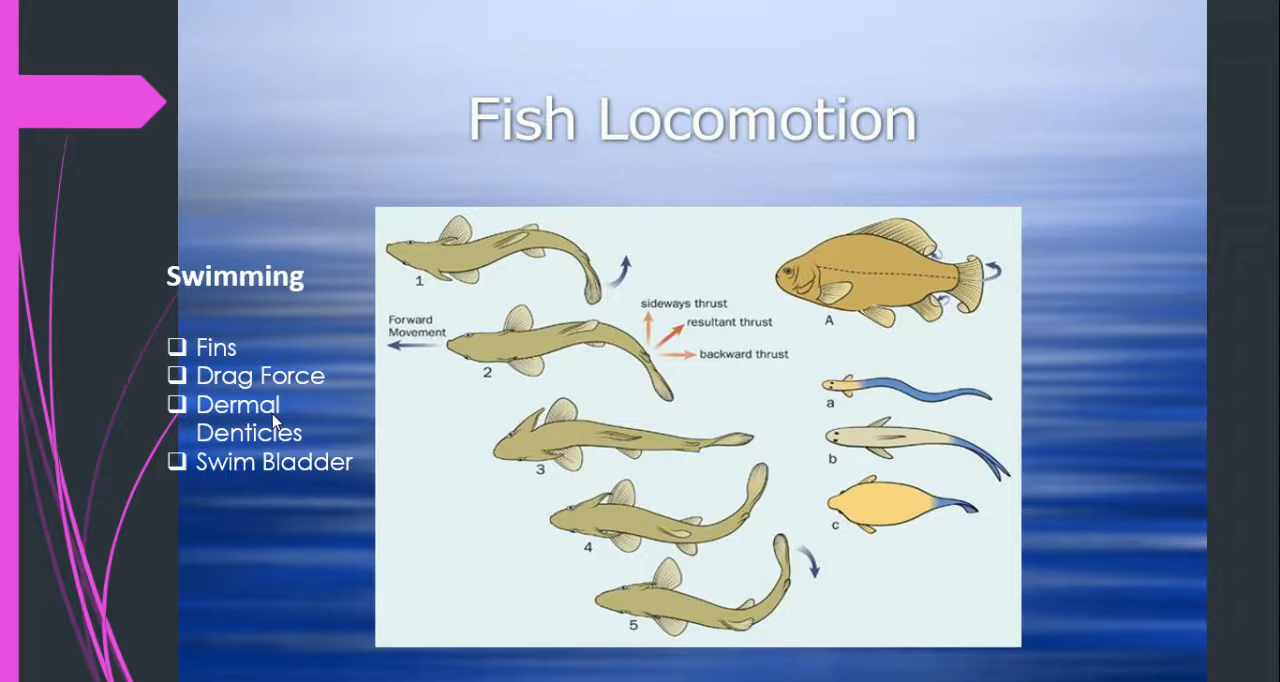 Fish Locomotion
Swimming
❑ Fins
❑ Drag Force
❑ Dermal
Denticles
❑ Swim Bladder
1
Forward
Movement
2
sideways thrust
resultant thrust
backward thrust
3
4
5
A
a
b
c